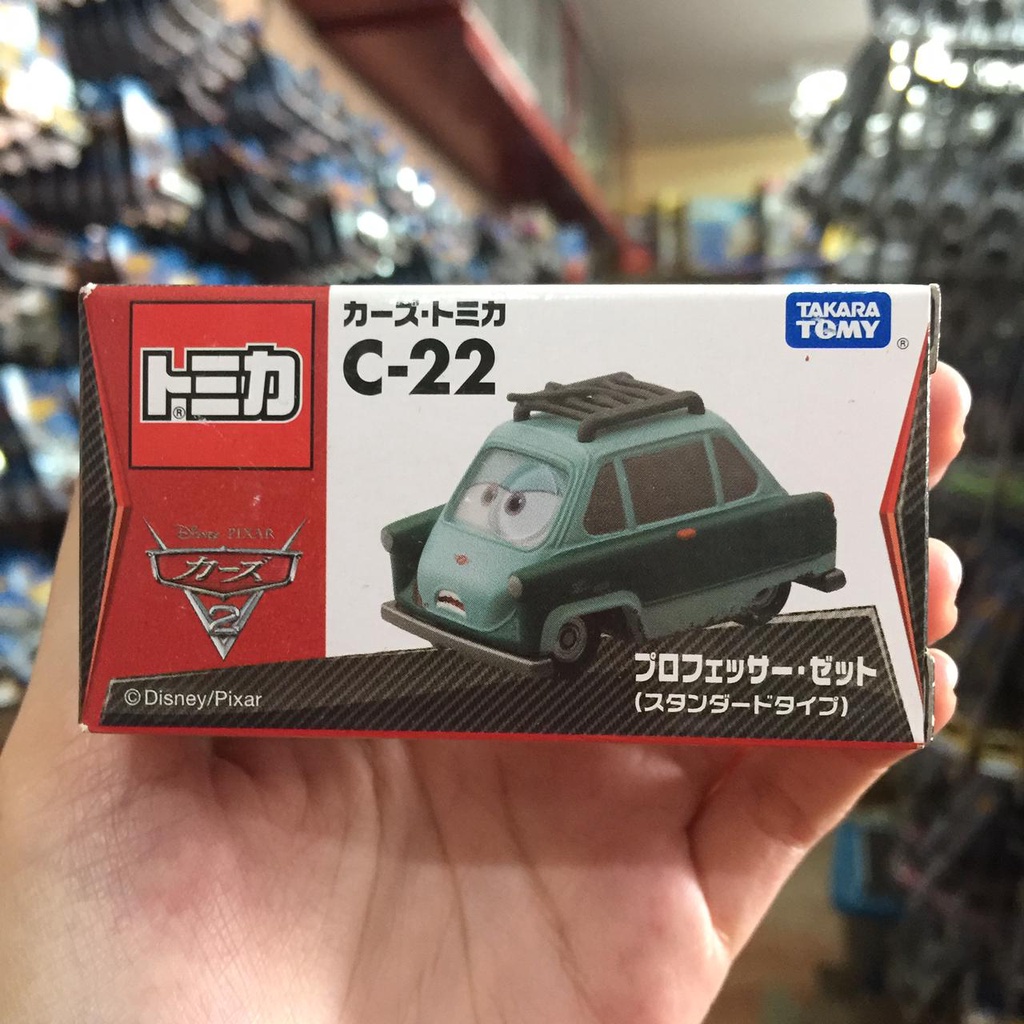 トミカ®
カーズ・トミカ
C-22
TAKARA
TOMY®
Disney PIXAR
カーズ
2
©Disney/Pixar
プロフェッサー・ゼット
(スタンダードタイプ)